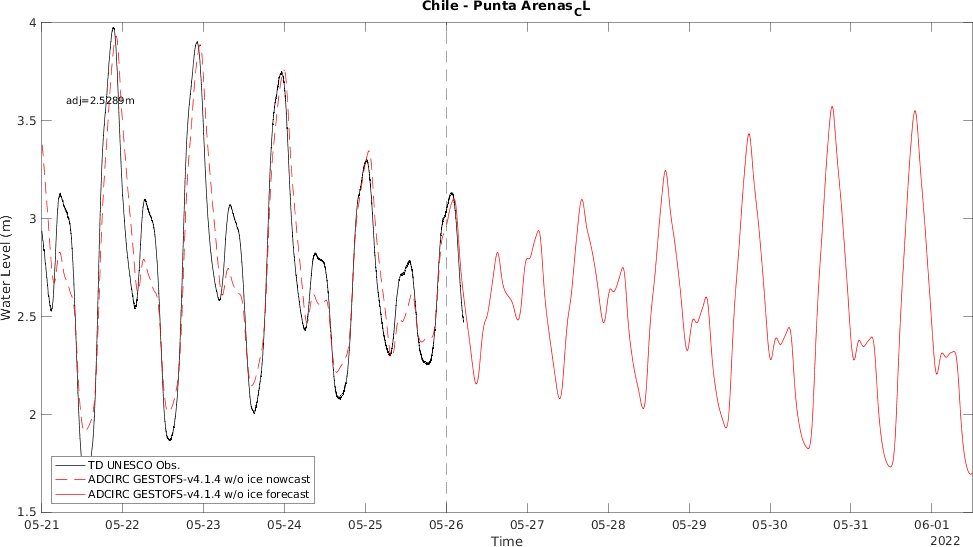 Chile - Punta Arenas_CL
4
3.5
3
2.5
2
1.5
Water Level (m)
adj=2.5289m
TD UNESCO Obs.
ADCIRC GESTOFS-v4.1.4 w/o ice nowcast
ADCIRC GESTOFS-v4.1.4 w/o ice forecast
05-21 05-22 05-23 05-24 05-25 05-26 05-27 05-28 05-29 05-30 05-31 06-01
Time
2022